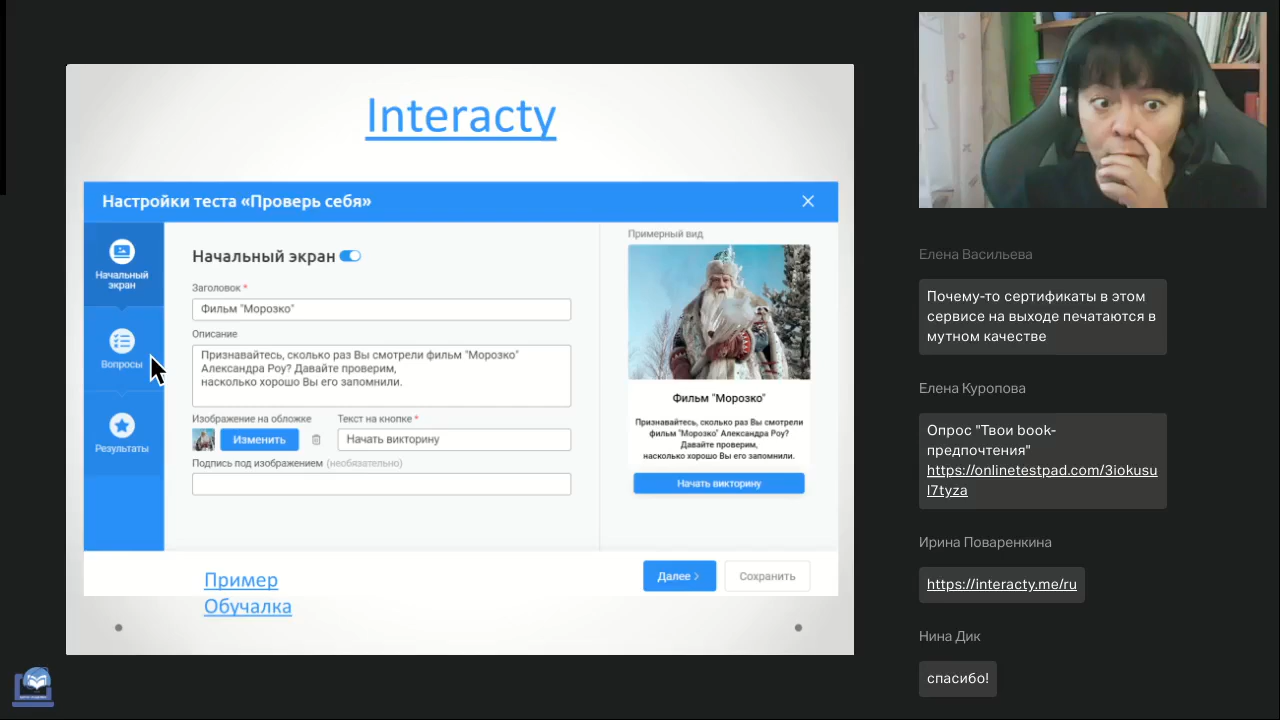 Interacty
Настройки теста «Проверь себя»
Начальный
экран
Вопросы
Результаты
Начальный экран
Заголовок *
Фильм "Морозко"
Описание
Признавайтесь, сколько раз Вы смотрели фильм "Морозко"
Александра Роу? Давайте проверим,
насколько хорошо Вы его запомнили.
Изображение на обложке
Изменить
Текст на кнопке *
Начать викторину
Подпись под изображением (необязательно)
Примерный вид
Фильм "Морозко"
Признавайтесь, сколько раз Вы смотрели
фильм "Морозко" Александра Роу?
Давайте проверим,
насколько хорошо Вы его запомнили.
Начать викторину
Далее
Сохранить
Пример
Обучалка
Елена Васильева
Почему-то сертификаты в этом
сервисе на выходе печатаются в
мутном качестве
Елена Куропова
Опрос "Твои book-
предпочтения"
https://onlinetestpad.com/3iokusu
l7tyza
Ирина Поваренкина
https://interacty.me/ru
Нина Дик
спасибо!